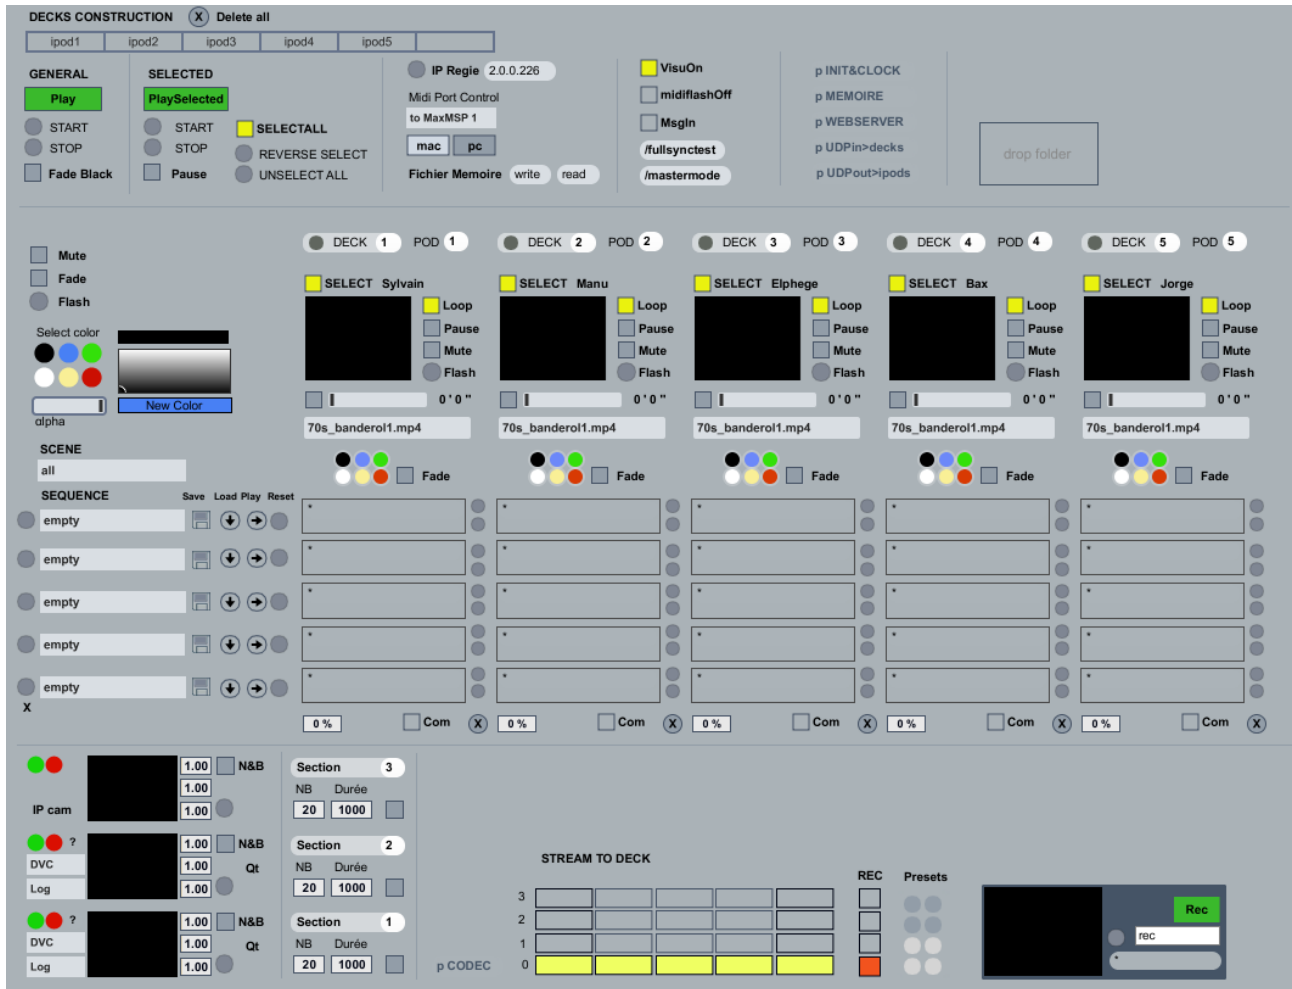 DECKS CONSTRUCTION X Delete all
ipod1 ipod2 ipod3 ipod4 ipod5
GENERAL
Play
START
STOP
Fade Black
SELECTED
PlaySelected
START
STOP
Pause
SELECTALL
REVERSE SELECT
UNSELECT ALL
IP Regie 2.0.0.226
Midi Port Control
to MaxMSP 1
mac pc
Fichier Memoire write read
VisuOn
midiflashOff
MsgIn
/fullsynctest
/mastermode
p INIT&CLOCK
p MEMOIRE
p WEBSERVER
p UDPin>decks
p UDPout>ipods
drop folder
Mute
Fade
Flash
Select color
New Color
alpha
SCENE
all
SEQUENCE Save Load Play Reset
empty
empty
empty
empty
empty
X
DECK 1 POD 1
SELECT Sylvain
Loop
Pause
Mute
Flash
0 ' 0 "
70s_banderol1.mp4
Fade
*
*
*
*
*
0 % Com X
DECK 2 POD 2
SELECT Manu
Loop
Pause
Mute
Flash
0 ' 0 "
70s_banderol1.mp4
Fade
*
*
*
*
*
0 % Com X
DECK 3 POD 3
SELECT Elphege
Loop
Pause
Mute
Flash
0 ' 0 "
70s_banderol1.mp4
Fade
*
*
*
*
*
0 % Com X
DECK 4 POD 4
SELECT Bax
Loop
Pause
Mute
Flash
0 ' 0 "
70s_banderol1.mp4
Fade
*
*
*
*
*
0 % Com X
DECK 5 POD 5
SELECT Jorge
Loop
Pause
Mute
Flash
0 ' 0 "
70s_banderol1.mp4
Fade
*
*
*
*
*
0 % Com X
1.00 N&B
1.00
IP cam 1.00
Section 3
NB Durée
20 1000
? 1.00 N&B
DVC 1.00 Qt
Log 1.00
Section 2
NB Durée
20 1000
? 1.00 N&B
DVC 1.00 Qt
Log 1.00
Section 1
NB Durée
20 1000
STREAM TO DECK
REC Presets
3
2
1
p CODEC 0
Rec
rec
*